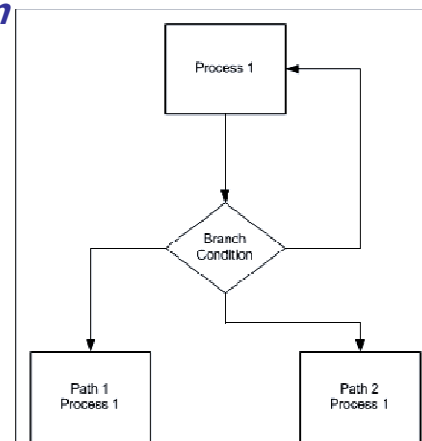 n
Process 1
Branch
Condition
Path 1
Process 1
Path 2
Process 1